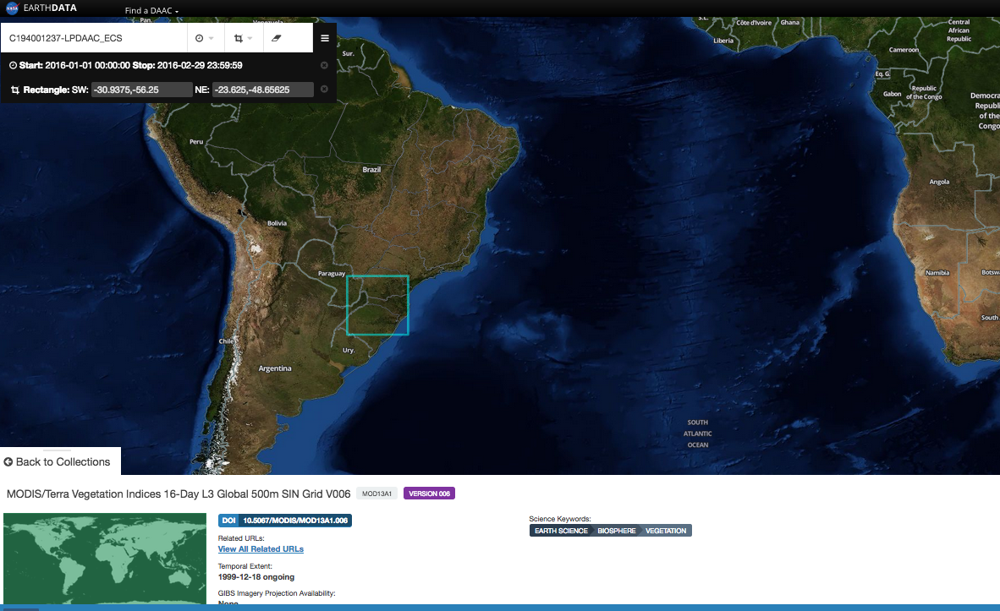 NASA EARTHDATA Find a DAAC
C194001237-LPDAAC_ECS
Start: 2016-01-01 00:00:00 Stop: 2016-02-29 23:59:59
Rectangle: SW: -30.9375,-56.25 NE: -23.625,-48.65625
Pan.
Venezuela
S.L.
Côte d'Ivoire
Ghana
Central
African
Republic
Liberia
Cameroon
Sur.
Eq. G.
Gabon
Republic
of the Congo
Democra
Republ
of the
Congo
Peru
Brazil
Angola
Bolivia
Paraguay
Namibia
Botsw
South
Chile
Ury.
Argentina
SOUTH
ATLANTIC
OCEAN
Back to Collections
MODIS/Terra Vegetation Indices 16-Day L3 Global 500m SIN Grid V006 MOD13A1 VERSION 006
DOI 10.5067/MODIS/MOD13A1.006
Science Keywords:
EARTH SCIENCE BIOSPHERE VEGETATION
Related URLs:
View All Related URLs
Temporal Extent:
1999-12-18 ongoing
GIBS Imagery Projection Availability:
None